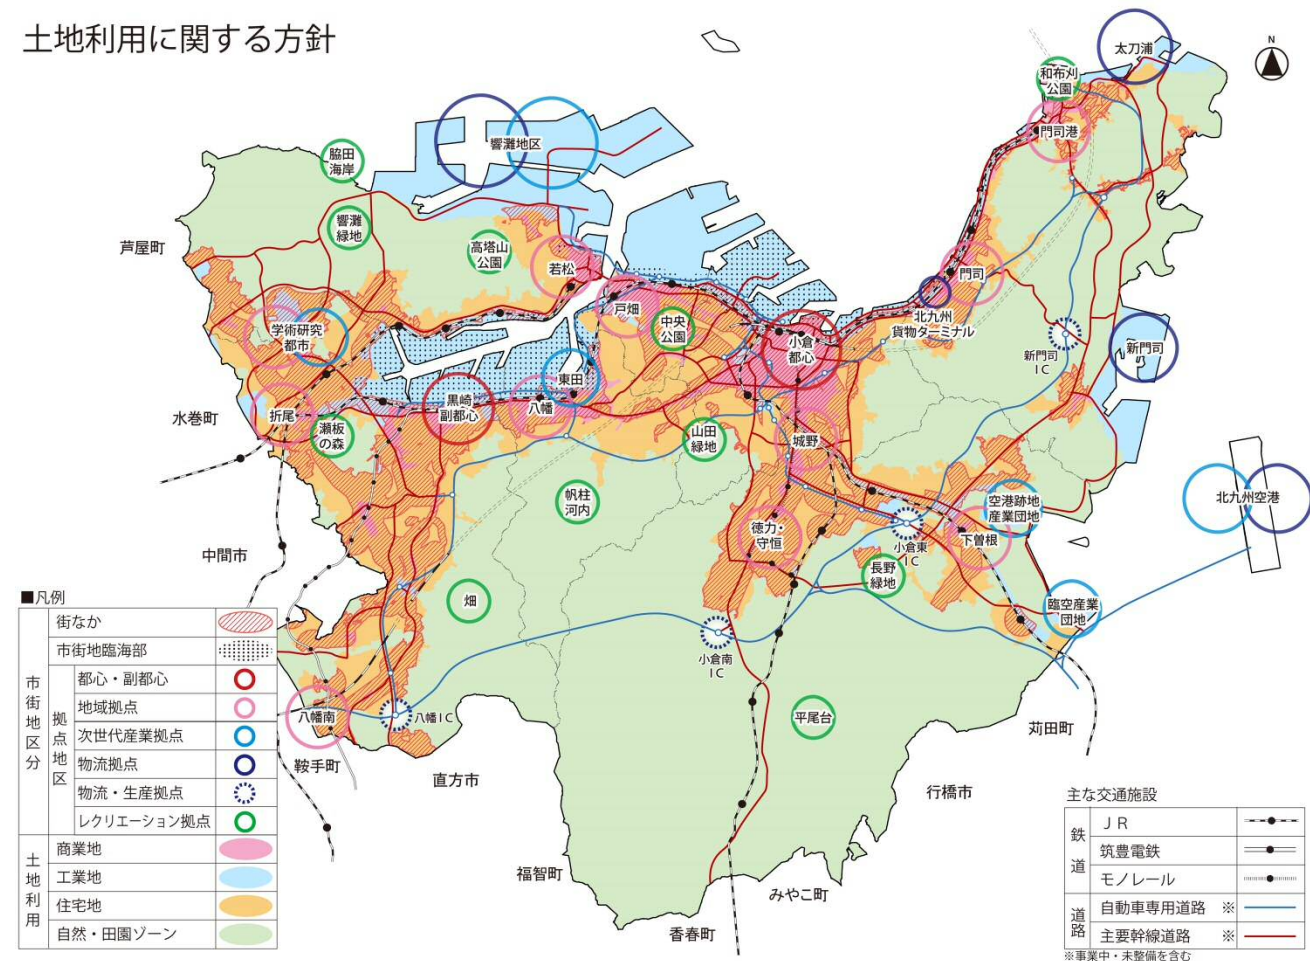 土地利用に関する方針
N
太刀浦
和布刈
公園
門司港
響灘地区
脇田
海岸
響灘
緑地
高塔山
公園
若松
芦屋町
門司
戸畑
北九州
貨物ターミナル
中央
公園
学術研究
都市
小倉
都心
新門司
IC
新門司
東田
黒崎
副都心
八幡
折尾
水巻町
瀬板
の森
山田
緑地
城野
帆柱
河内
空港跡地
産業団地
北九州空港
徳力・
守恒
小倉東
IC
下曽根
中間市
長野
緑地
畑
臨空産業
団地
小倉南
IC
八幡南
八幡IC
平尾台
苅田町
鞍手町
直方市
行橋市
福智町
みやこ町
香春町
■凡例
市街地区分
街なか
市街地臨海部
拠点地区
都心・副都心
地域拠点
次世代産業拠点
物流拠点
物流・生産拠点
レクリエーション拠点
土地利用
商業地
工業地
住宅地
自然・田園ゾーン
主な交通施設
鉄道
JR
筑豊電鉄
モノレール
道路
自動車専用道路 ※
主要幹線道路 ※
※事業中・未整備を含む